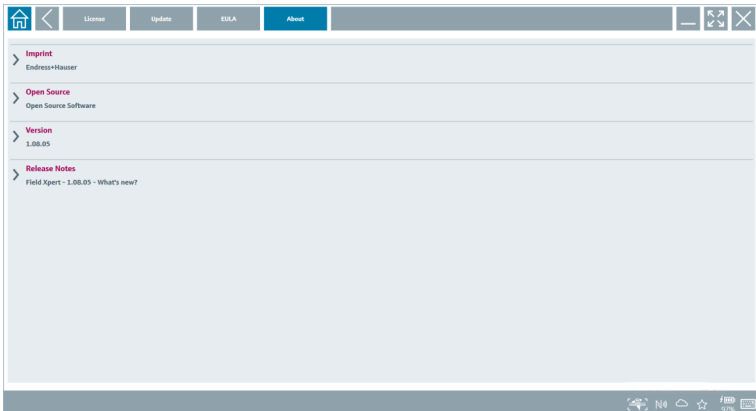 License
Update
EULA
About
Imprint
Endress+Hauser
Open Source
Open Source Software
Version
1.08.05
Release Notes
Field Xpert - 1.08.05 - What's new?
97%